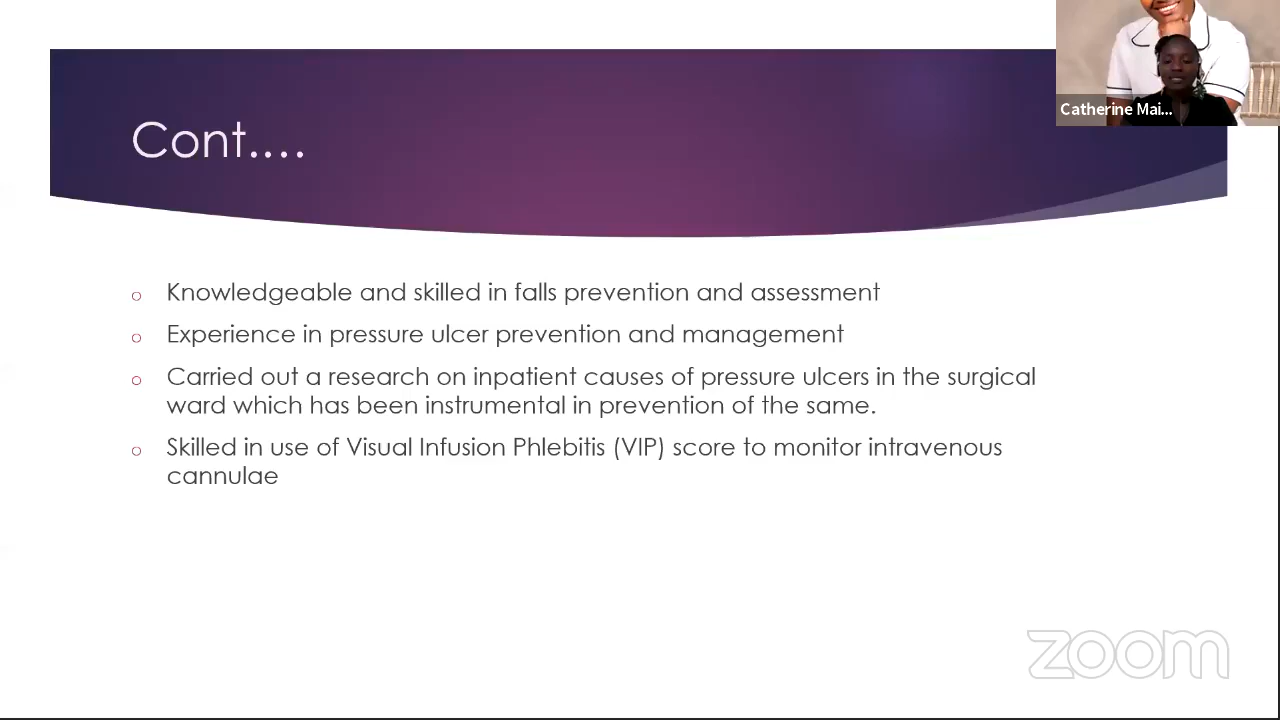 Catherine Mai...
Cont....
Knowledgeable and skilled in falls prevention and assessment
Experience in pressure ulcer prevention and management
Carried out a research on inpatient causes of pressure ulcers in the surgical
ward which has been instrumental in prevention of the same.
Skilled in use of Visual Infusion Phlebitis (VIP) score to monitor intravenous
cannulae
zoom